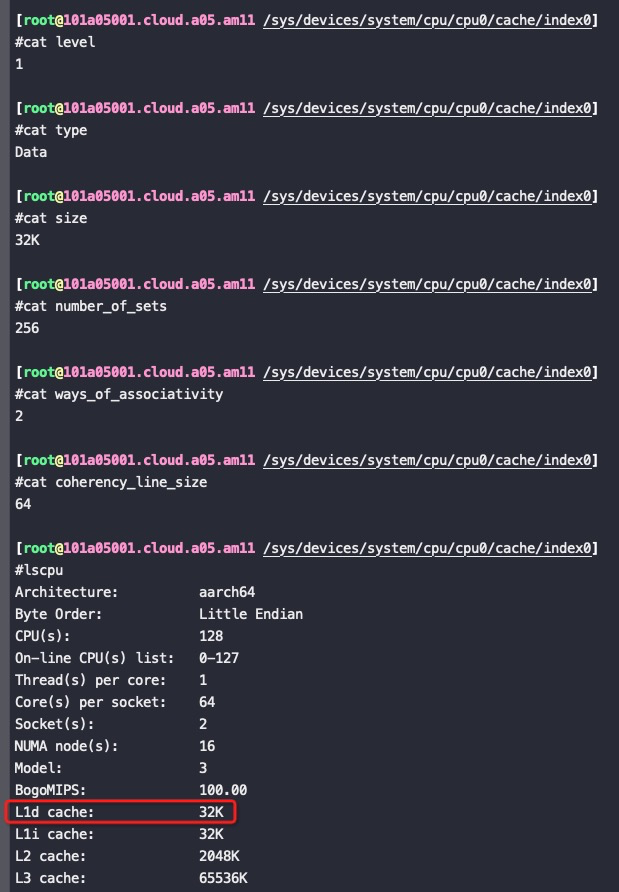 [root@101a05001.cloud.a05.am11 /sys/devices/system/cpu/cpu0/cache/index0]
#cat level
1
[root@101a05001.cloud.a05.am11 /sys/devices/system/cpu/cpu0/cache/index0]
#cat type
Data
[root@101a05001.cloud.a05.am11 /sys/devices/system/cpu/cpu0/cache/index0]
#cat size
32K
[root@101a05001.cloud.a05.am11 /sys/devices/system/cpu/cpu0/cache/index0]
#cat number_of_sets
256
[root@101a05001.cloud.a05.am11 /sys/devices/system/cpu/cpu0/cache/index0]
#cat ways_of_associativity
2
[root@101a05001.cloud.a05.am11 /sys/devices/system/cpu/cpu0/cache/index0]
#cat coherency_line_size
64
[root@101a05001.cloud.a05.am11 /sys/devices/system/cpu/cpu0/cache/index0]
#lscpu
Architecture: aarch64
Byte Order: Little Endian
CPU(s): 128
On-line CPU(s) list: 0-127
Thread(s) per core: 1
Core(s) per socket: 64
Socket(s): 2
NUMA node(s): 16
Model: 3
BogoMIPS: 100.00
L1d cache: 32K
L1i cache: 32K
L2 cache: 2048K
L3 cache: 65536K